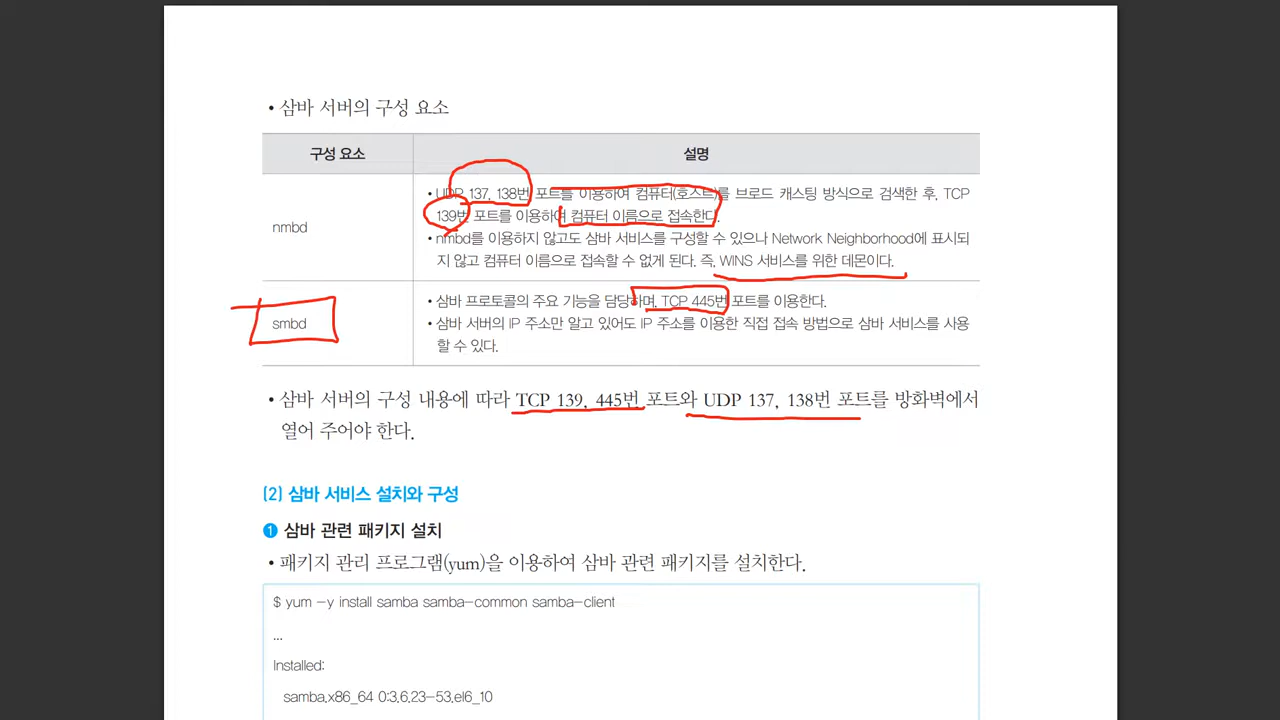 • 삼바 서버의 구성 요소
구성 요소
설명
nmbd
• UDP 137, 138번 포트를 이용하여 컴퓨터(호스트)를 브로드 캐스팅 방식으로 검색한 후, TCP
139번 포트를 이용하여 컴퓨터 이름으로 접속한다.
• nmbd를 이용하지 않고도 삼바 서비스를 구성할 수 있으나 Network Neighborhood에 표시되
지 않고 컴퓨터 이름으로 접속할 수 없게 된다. 즉, WINS 서비스를 위한 데몬이다.
smbd
• 삼바 프로토콜의 주요 기능을 담당하며, TCP 445번 포트를 이용한다.
• 삼바 서버의 IP 주소만 알고 있어도 IP 주소를 이용한 직접 접속 방법으로 삼바 서비스를 사용
할 수 있다.
• 삼바 서버의 구성 내용에 따라 TCP 139, 445번 포트와 UDP 137, 138번 포트를 방화벽에서
열어 주어야 한다.
(2) 삼바 서비스 설치와 구성
❶ 삼바 관련 패키지 설치
• 패키지 관리 프로그램(yum)을 이용하여 삼바 관련 패키지를 설치한다.
$ yum –y install samba samba–common samba–client
...
Installed:
samba.x86_64 0:3.6.23–53.el6_10